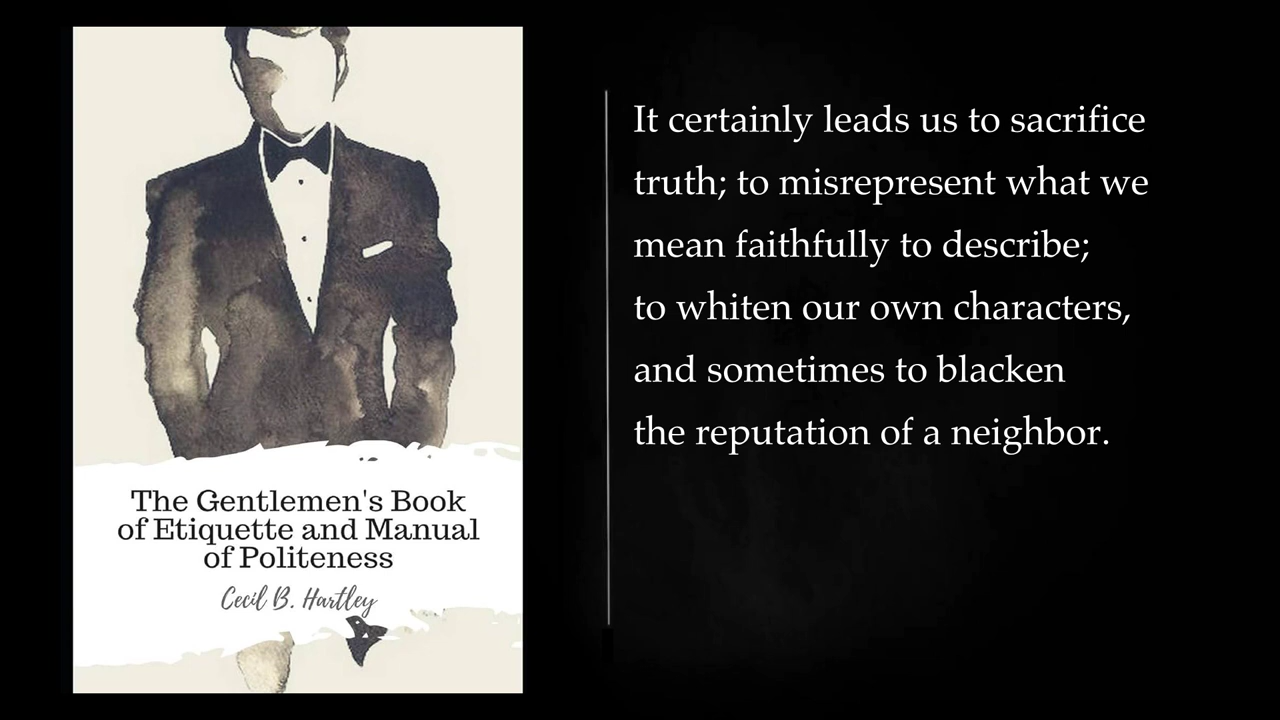 The Gentlemen's Book
of Etiquette and Manual
of Politeness
Cecil B. Hartley
It certainly leads us to sacrifice
truth; to misrepresent what we
mean faithfully to describe;
to whiten our own characters,
and sometimes to blacken
the reputation of a neighbor.